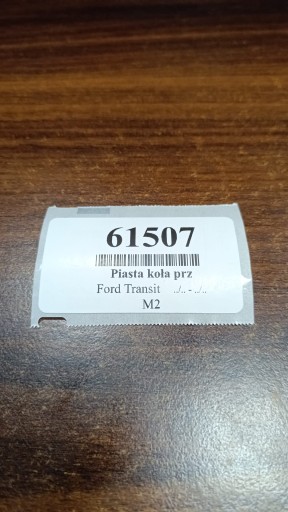 61507
Piasta koła prz
Ford Transit ../.. - ../..
M2